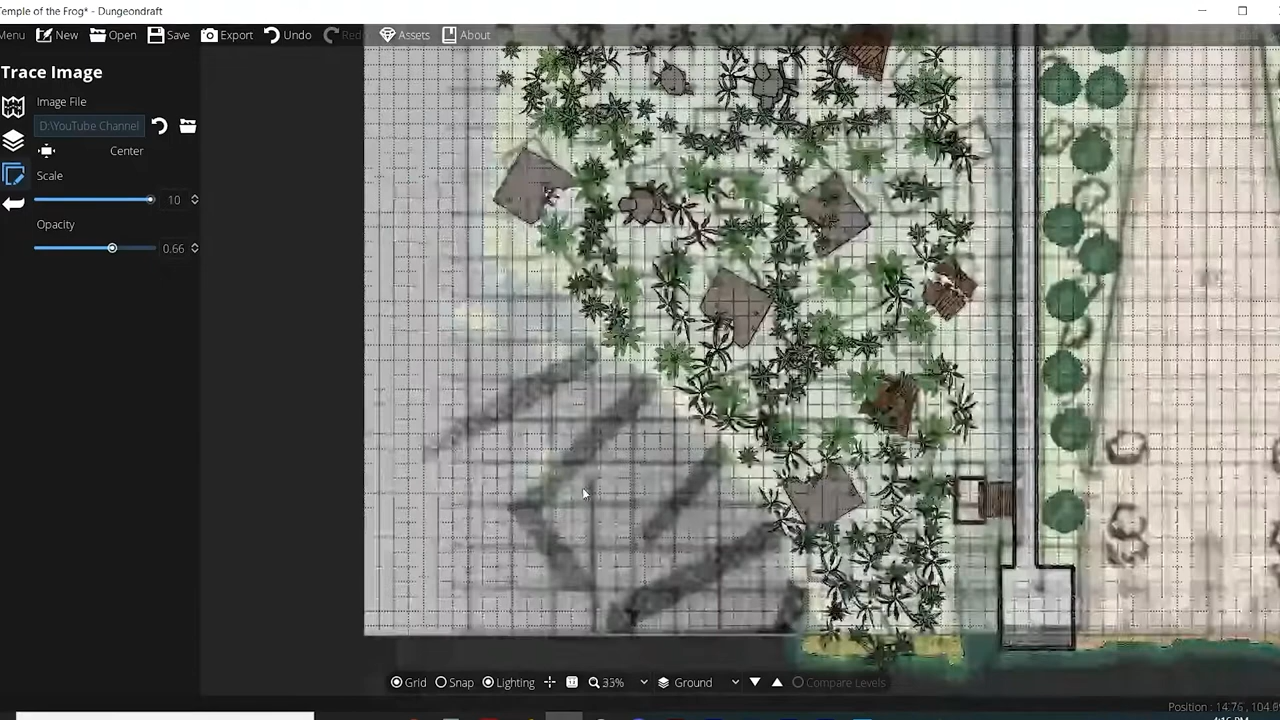 Temple of the Frog* - Dungeondraft
Menu New Open Save Export Undo Redo Assets About
Trace Image
Image File
D:\YouTube Channel
Center
Scale
10
Opacity
0.66
Grid Snap Lighting 33% Ground Compare Levels
Position : 14.76 , 104.